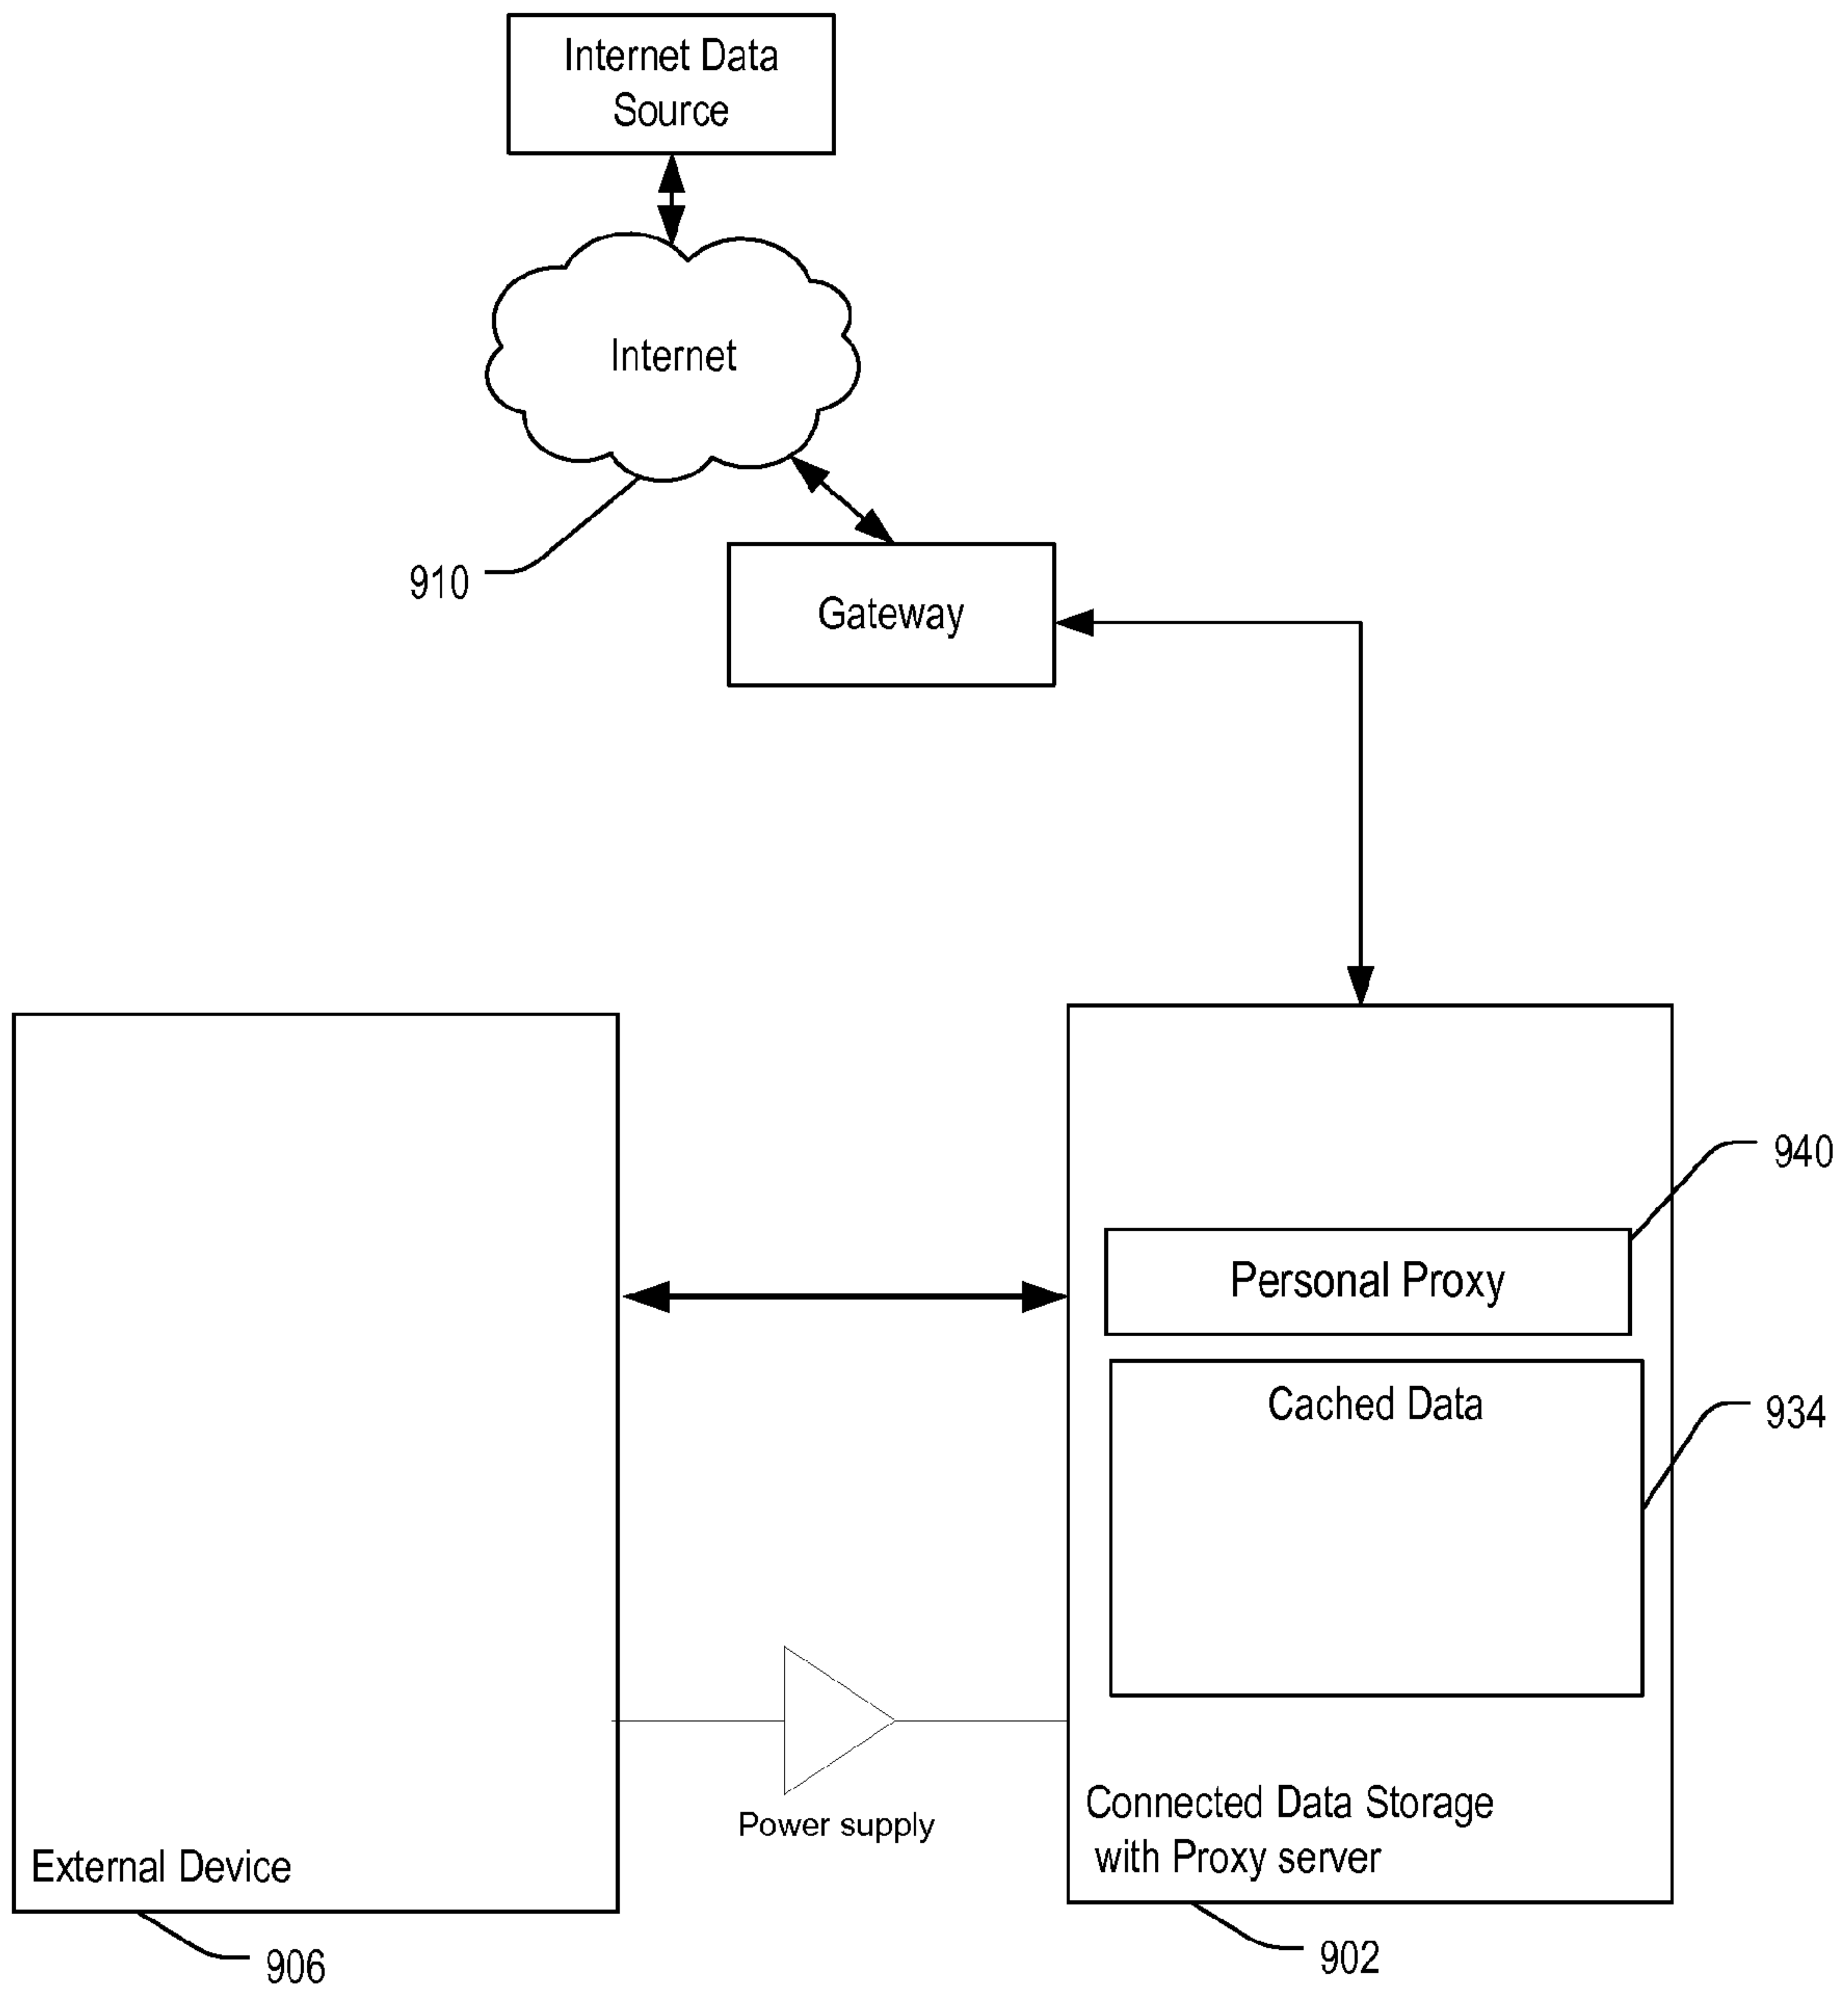 Internet Data
Source
Internet
910
Gateway
940
Personal Proxy
Cached Data
934
Power supply
Connected Data Storage
with Proxy server
External Device
906
902